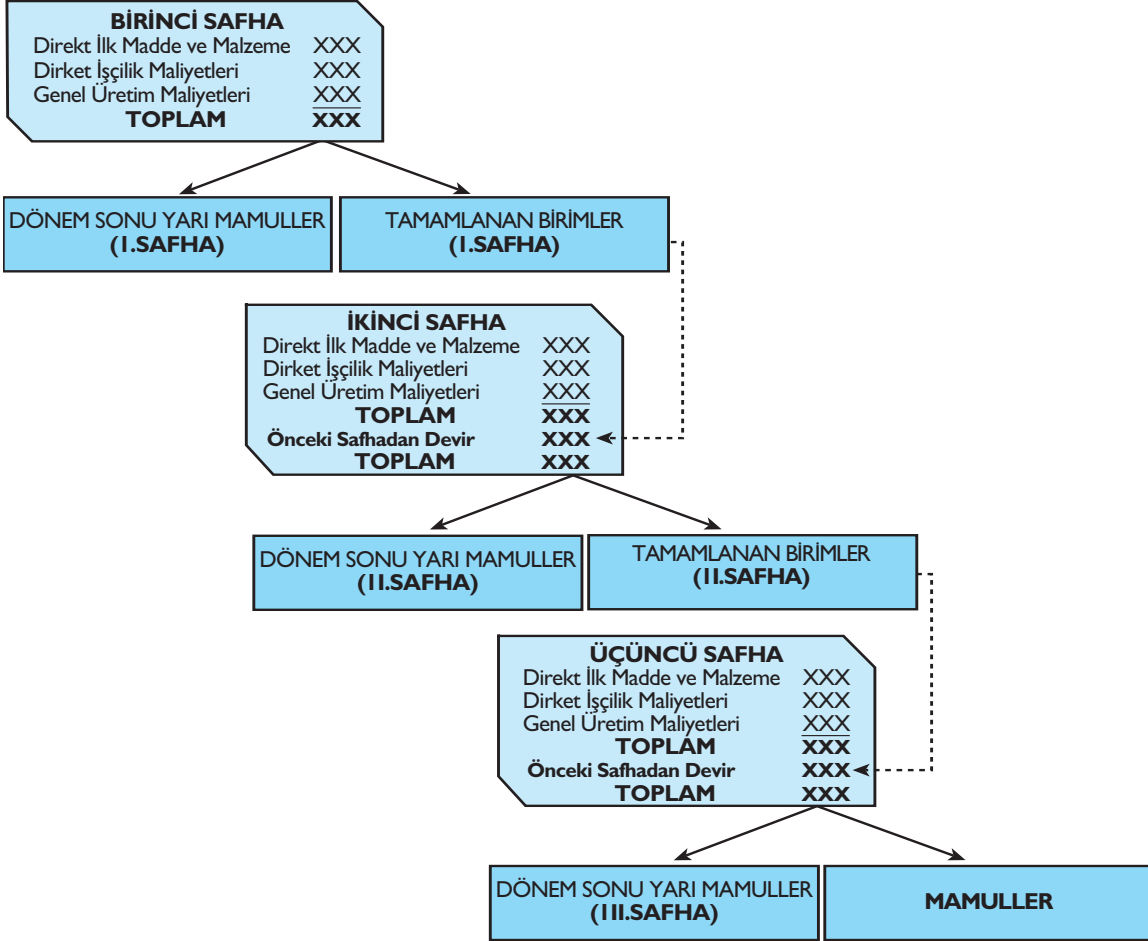 BİRİNCİ SAFHA
Direkt İlk Madde ve Malzeme XXX
Dirket İşçilik Maliyetleri XXX
Genel Üretim Maliyetleri XXX
TOPLAM XXX
DÖNEM SONU YARI MAMULLER
(I.SAFHA)
TAMAMLANAN BİRİMLER
(I.SAFHA)
İKİNCİ SAFHA
Direkt İlk Madde ve Malzeme XXX
Dirket İşçilik Maliyetleri XXX
Genel Üretim Maliyetleri XXX
TOPLAM XXX
Önceki Safhadan Devir XXX
TOPLAM XXX
DÖNEM SONU YARI MAMULLER
(II.SAFHA)
TAMAMLANAN BİRİMLER
(II.SAFHA)
ÜÇÜNCÜ SAFHA
Direkt İlk Madde ve Malzeme XXX
Dirket İşçilik Maliyetleri XXX
Genel Üretim Maliyetleri XXX
TOPLAM XXX
Önceki Safhadan Devir XXX
TOPLAM XXX
DÖNEM SONU YARI MAMULLER
(III.SAFHA)
MAMULLER